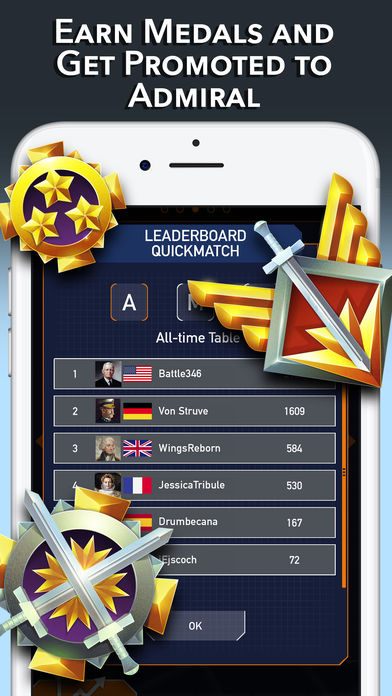 Earn Medals and
Get Promoted to
Admiral
LEADERBOARD
QUICKMATCH
A
All-time Table
1 Battle346
2 Von Struve 1609
3 WingsReborn 584
4 JessicaTribule 530
Drumbecana 167
jEjscoch 72
OK